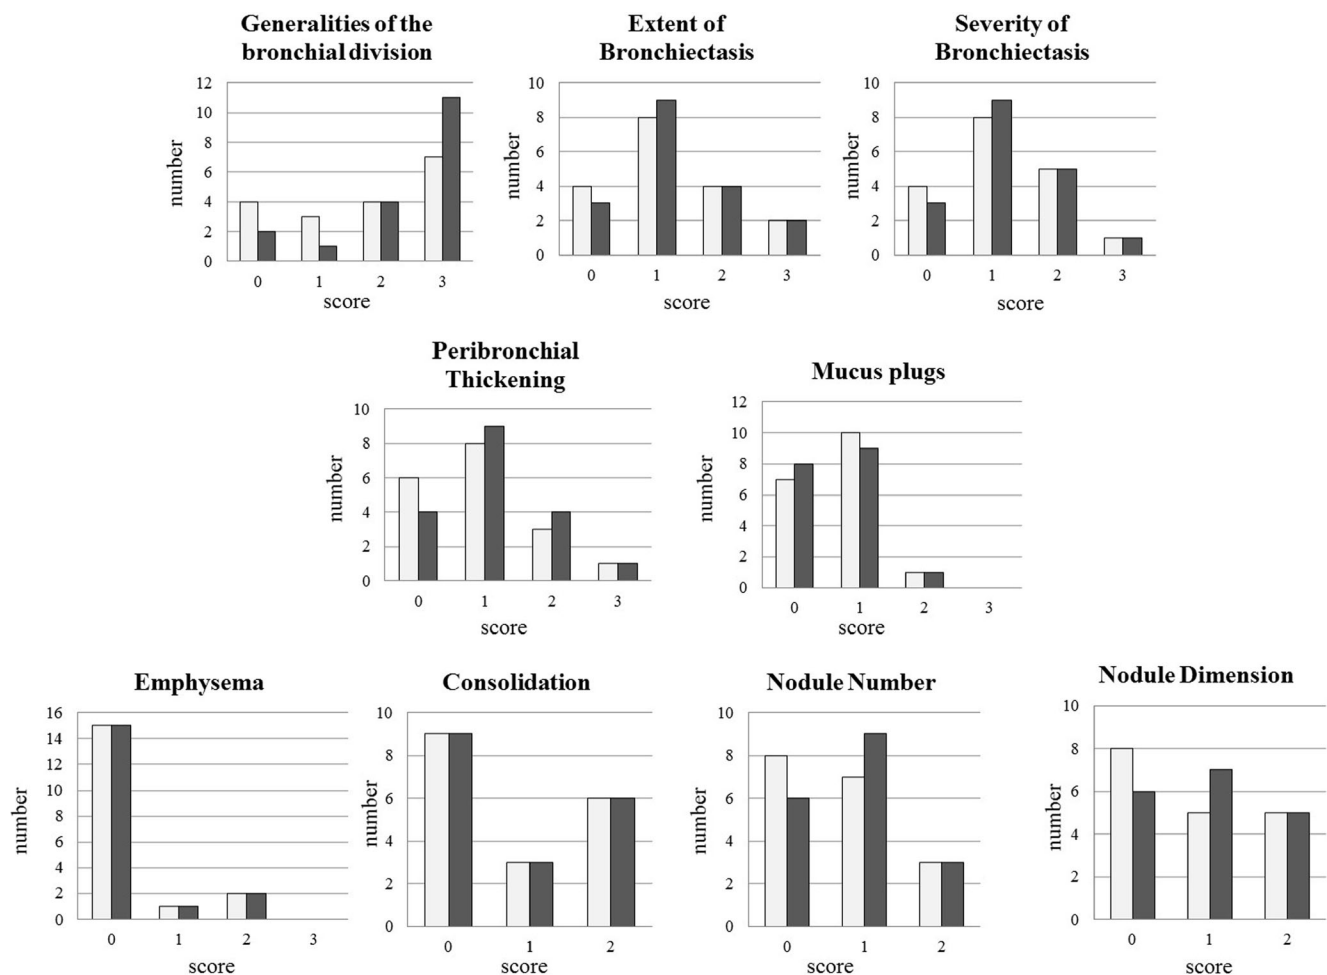 Generalities of the
bronchial division
12
10
8
6
4
2
0
number
0 1 2 3
score
Extent of
Bronchiectasis
10
8
6
4
2
0
number
0 1 2 3
score
Severity of
Bronchiectasis
10
8
6
4
2
0
number
0 1 2 3
score
Peribronchial
Thickening
10
8
6
4
2
0
number
0 1 2 3
score
Mucus plugs
12
10
8
6
4
2
0
number
0 1 2 3
score
Emphysema
16
14
12
10
8
6
4
2
0
number
0 1 2 3
score
Consolidation
10
8
6
4
2
0
number
0 1 2
score
Nodule Number
10
8
6
4
2
0
number
0 1 2
score
Nodule Dimension
10
8
6
4
2
0
number
0 1 2
score